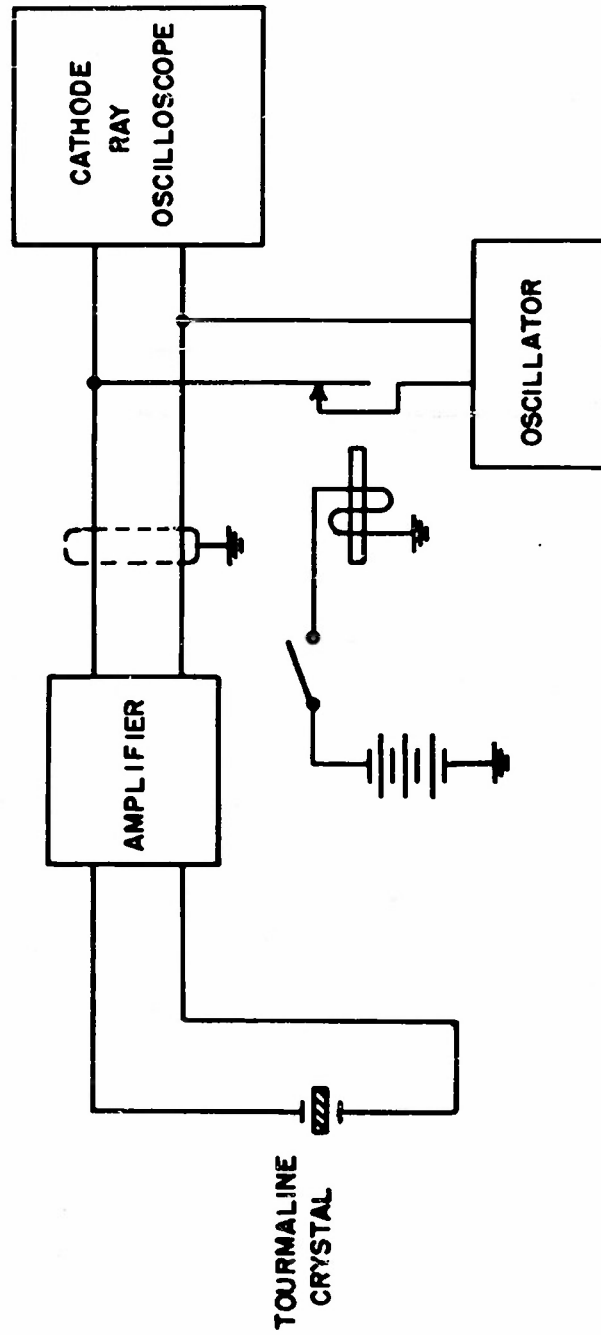 TOURMALINE
CRYSTAL
AMPLIFIER
CATHODE
RAY
OSCILLOSCOPE
OSCILLATOR